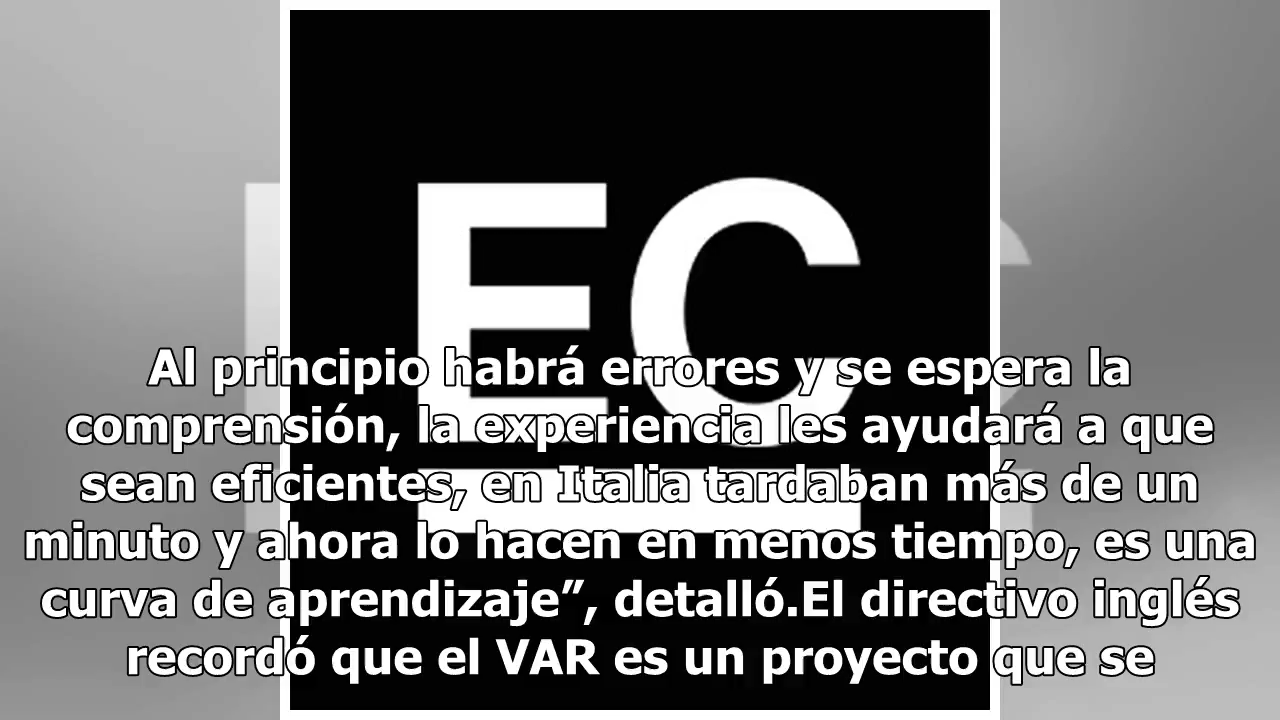 EC
Al principio habrá errores y se espera la
comprensión, la experiencia les ayudará a que
sean eficientes, en Italia tardaban más de un
minuto y ahora lo hacen en menos tiempo, es una
curva de aprendizaje”, detalló.El directivo inglés
recordó que el VAR es un proyecto que se